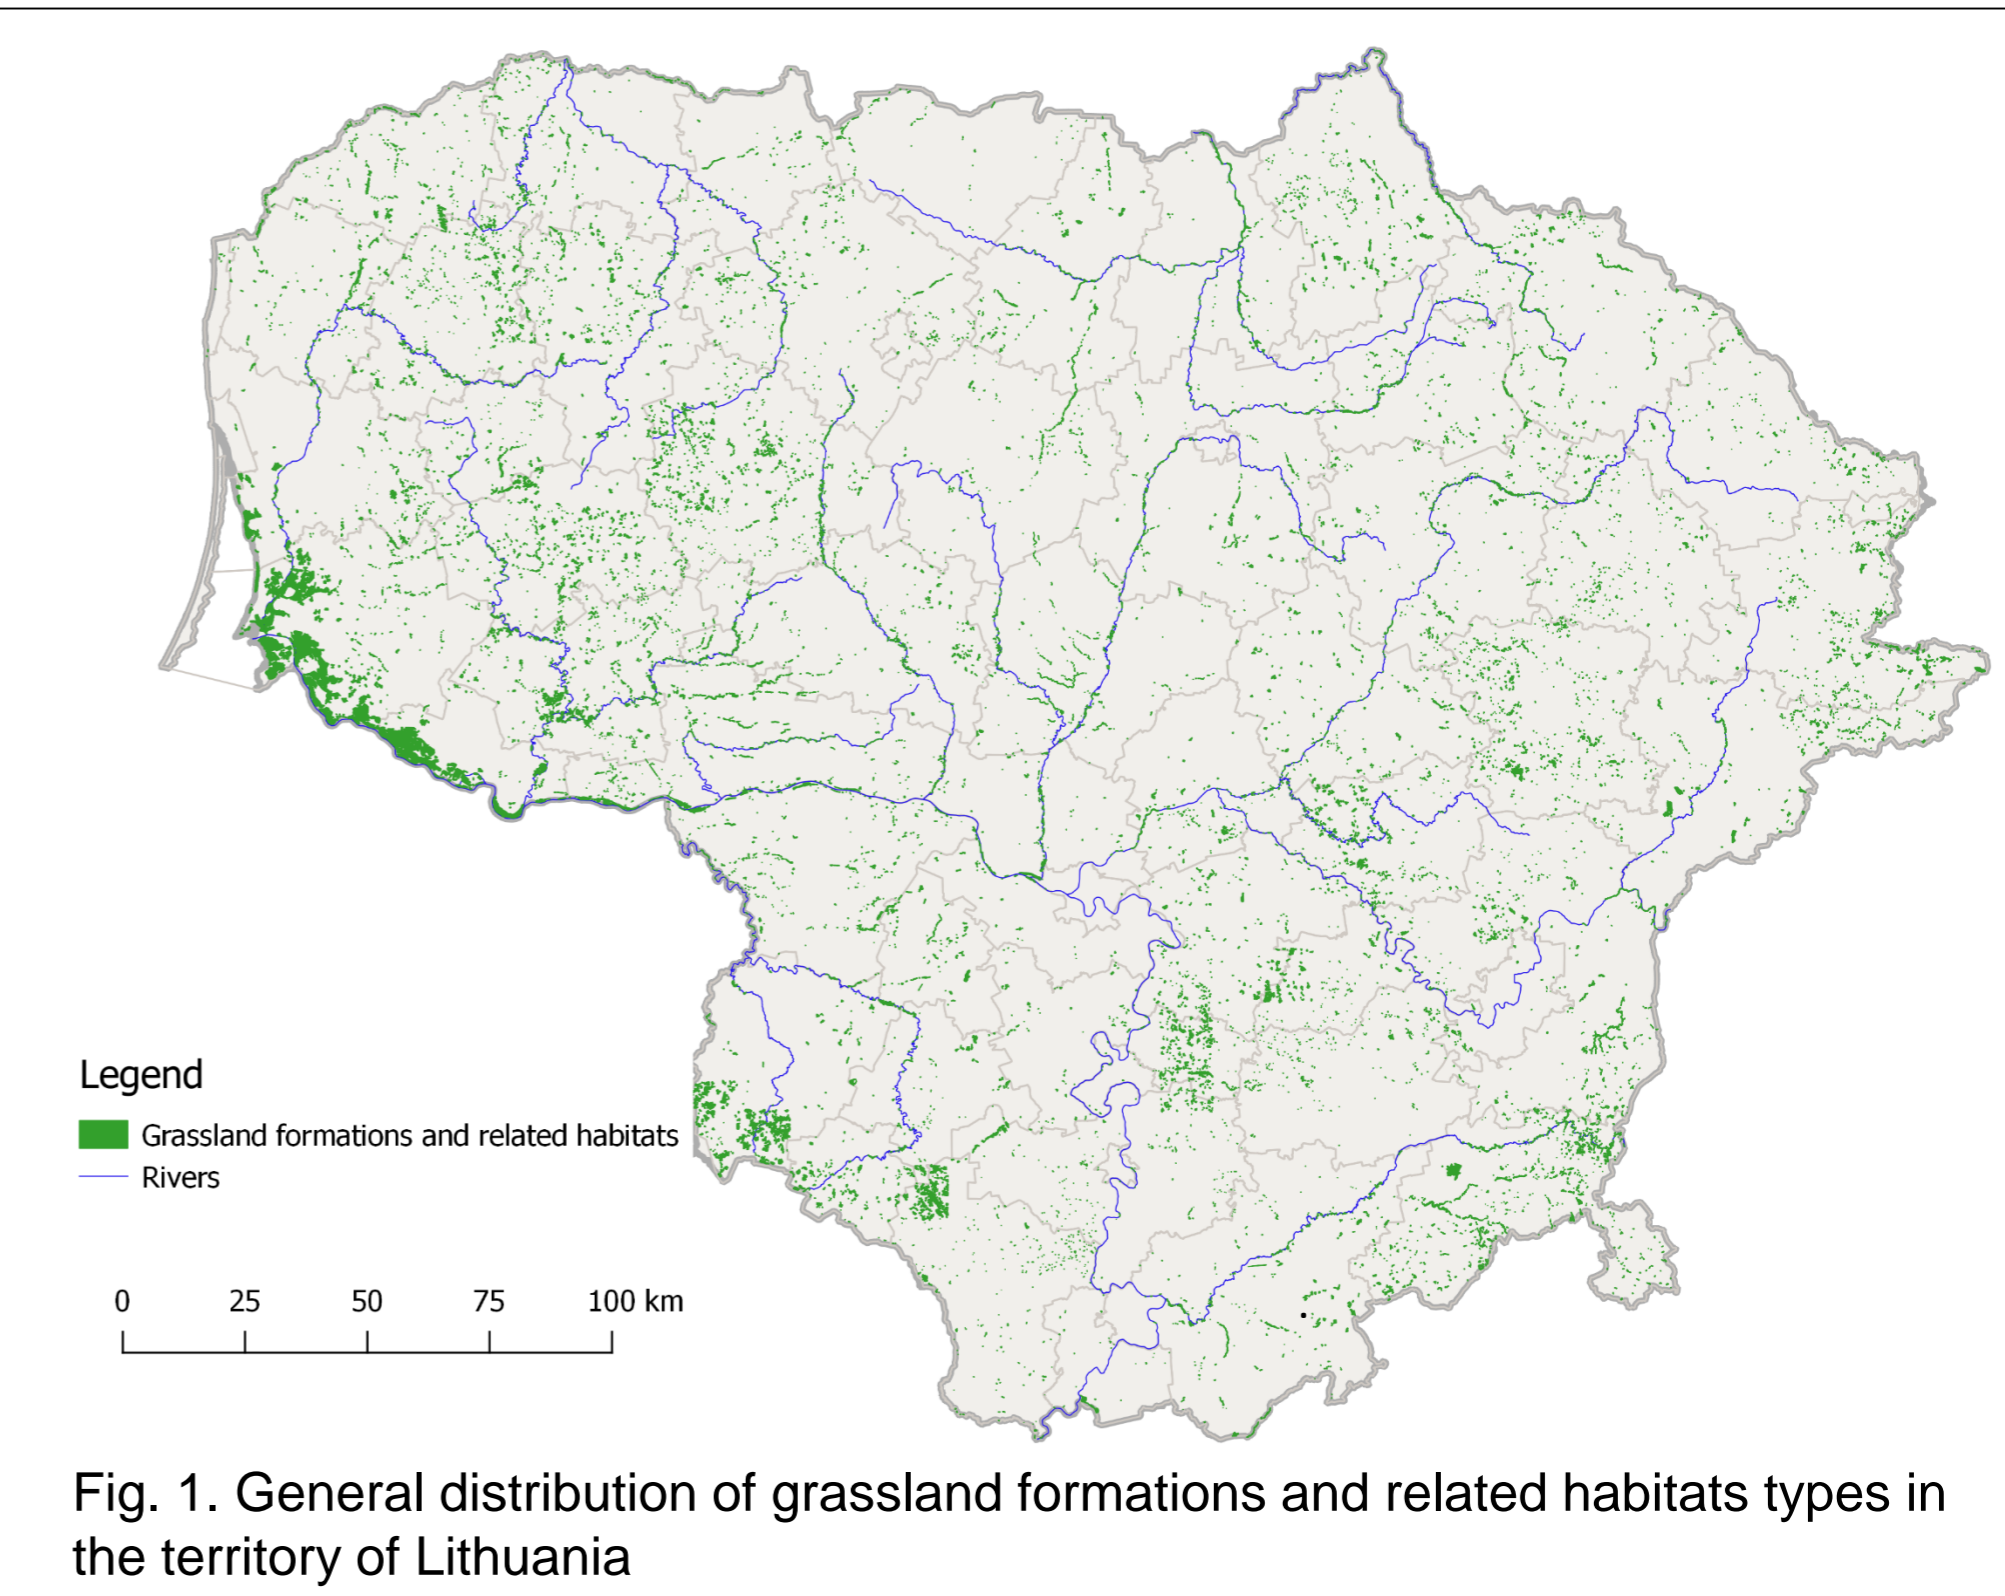 Legend
Grassland formations and related habitats
Rivers
0 25 50 75 100 km
Fig. 1. General distribution of grassland formations and related habitats types in
the territory of Lithuania